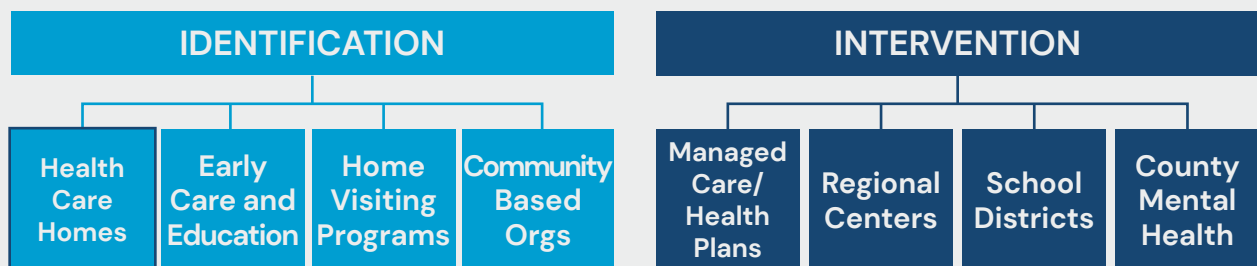 IDENTIFICATION
Health
Care
Homes
Early
Care and
Education
Home
Visiting
Programs
Community
Based
Orgs
INTERVENTION
Managed
Care/
Health
Plans
Regional
Centers
School
Districts
County
Mental
Health